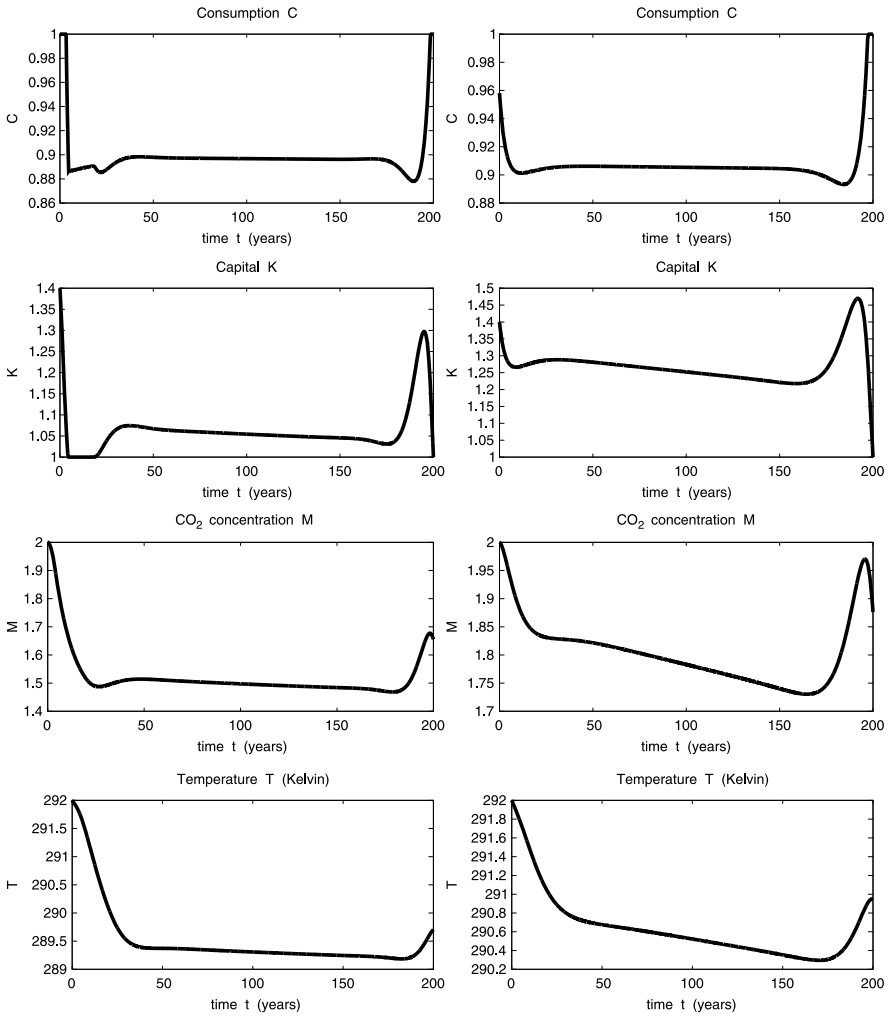 Consumption C
1
0.98
0.96
0.94
0.92
0.9
0.88
0.86
C
0 50 100 150 200
time t (years)
Consumption C
1
0.98
0.96
0.94
0.92
0.9
0.88
C
0 50 100 150 200
time t (years)
Capital K
1.4
1.35
1.3
1.25
1.2
1.15
1.1
1.05
1
K
0 50 100 150 200
time t (years)
Capital K
1.5
1.45
1.4
1.35
1.3
1.25
1.2
1.15
1.1
1.05
1
K
0 50 100 150 200
time t (years)
CO₂ concentration M
2
1.9
1.8
1.7
1.6
1.5
1.4
M
0 50 100 150 200
time t (years)
CO₂ concentration M
2
1.95
1.9
1.85
1.8
1.75
1.7
M
0 50 100 150 200
time t (years)
Temperature T (Kelvin)
292
291.5
291
290.5
290
289.5
289
T
0 50 100 150 200
time t (years)
Temperature T (Kelvin)
292
291.8
291.6
291.4
291.2
291
290.8
290.6
290.4
290.2
T
0 50 100 150 200
time t (years)